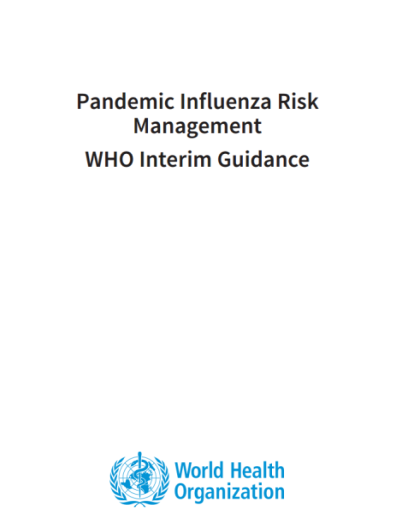 Pandemic Influenza Risk
Management
WHO Interim Guidance
World Health
Organization